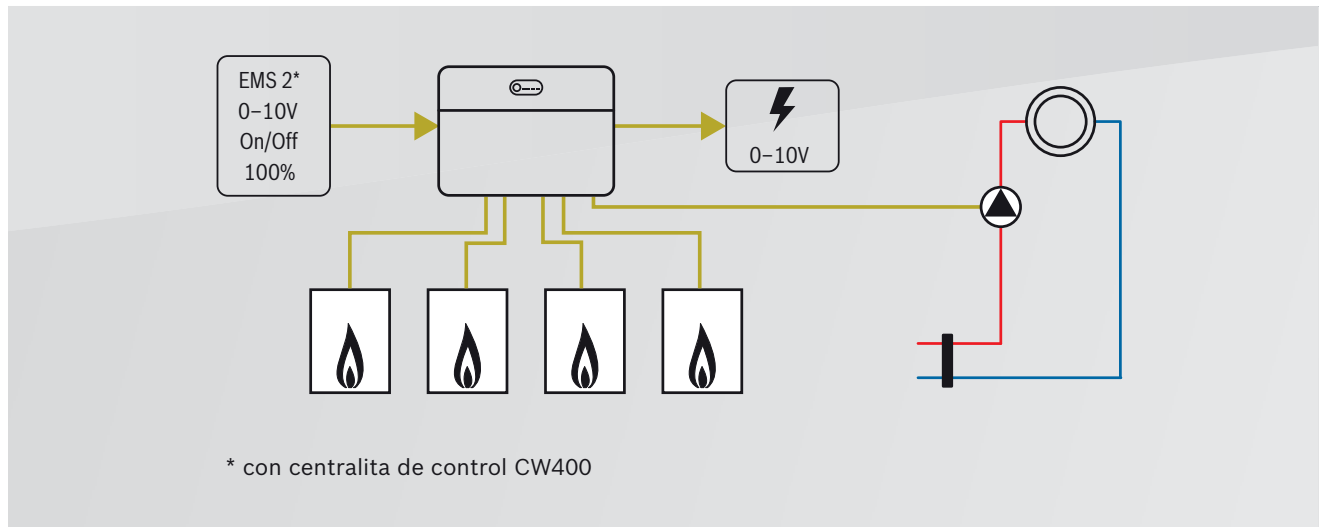 EMS 2*
0–10V
On/Off
100%
0–10V
* con centralita de control CW400